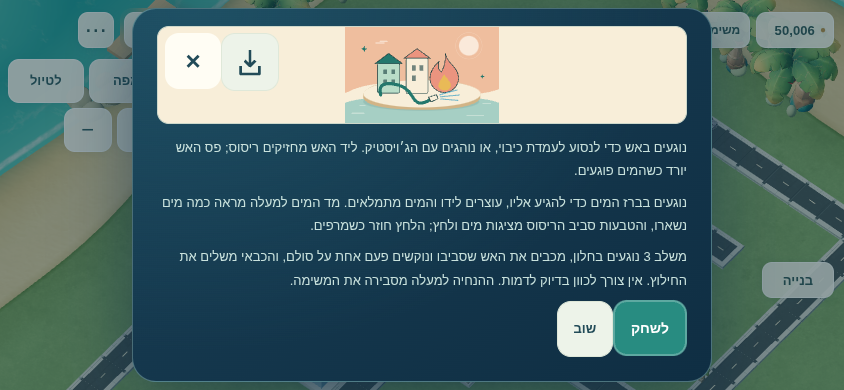 50,006
משימ
...
לטיול
מפה
−
×
נוגעים באש כדי לנסוע לעמדת כיבוי, או נוהגים עם הג'ויסטיק. ליד האש מחזיקים ריסוס; פס האש
יורד כשהמים פוגעים.
נוגעים בברז המים כדי להגיע אליו, עוצרים לידו והמים מתמלאים. מד המים למעלה מראה כמה מים
נשארו, והטבעות סביב הריסוס מציגות מים ולחץ; הלחץ חוזר כשמרפים.
משלב 3 נוגעים בחלון, מכבים את האש שסביבו ונוקשים פעם אחת על סולם, והכבאי משלים את
החילוץ. אין צורך לכוון בדיוק לדמות. ההנחיה למעלה מסבירה את המשימה.
לשחק
שוב
בנייה